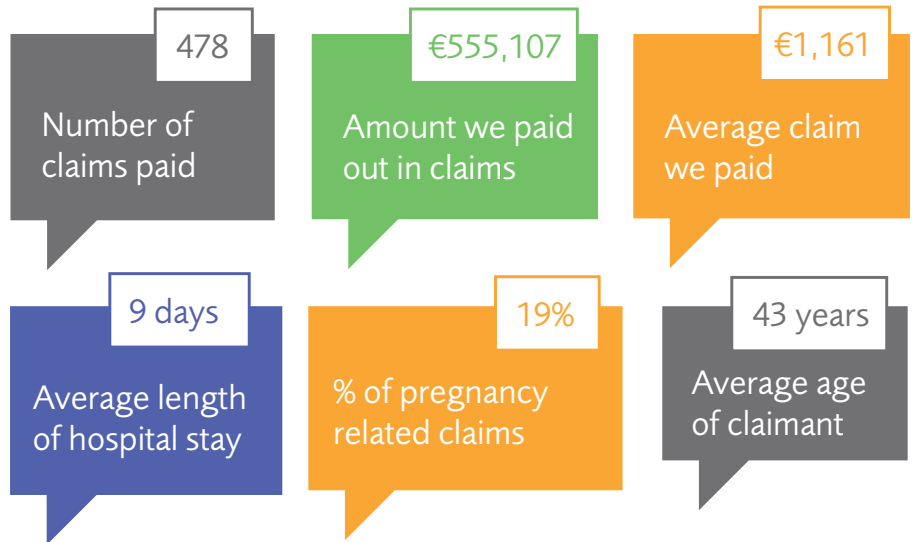 478
Number of
claims paid
€555,107
Amount we paid
out in claims
€1,161
Average claim
we paid
9 days
Average length
of hospital stay
19%
% of pregnancy
related claims
43 years
Average age
of claimant